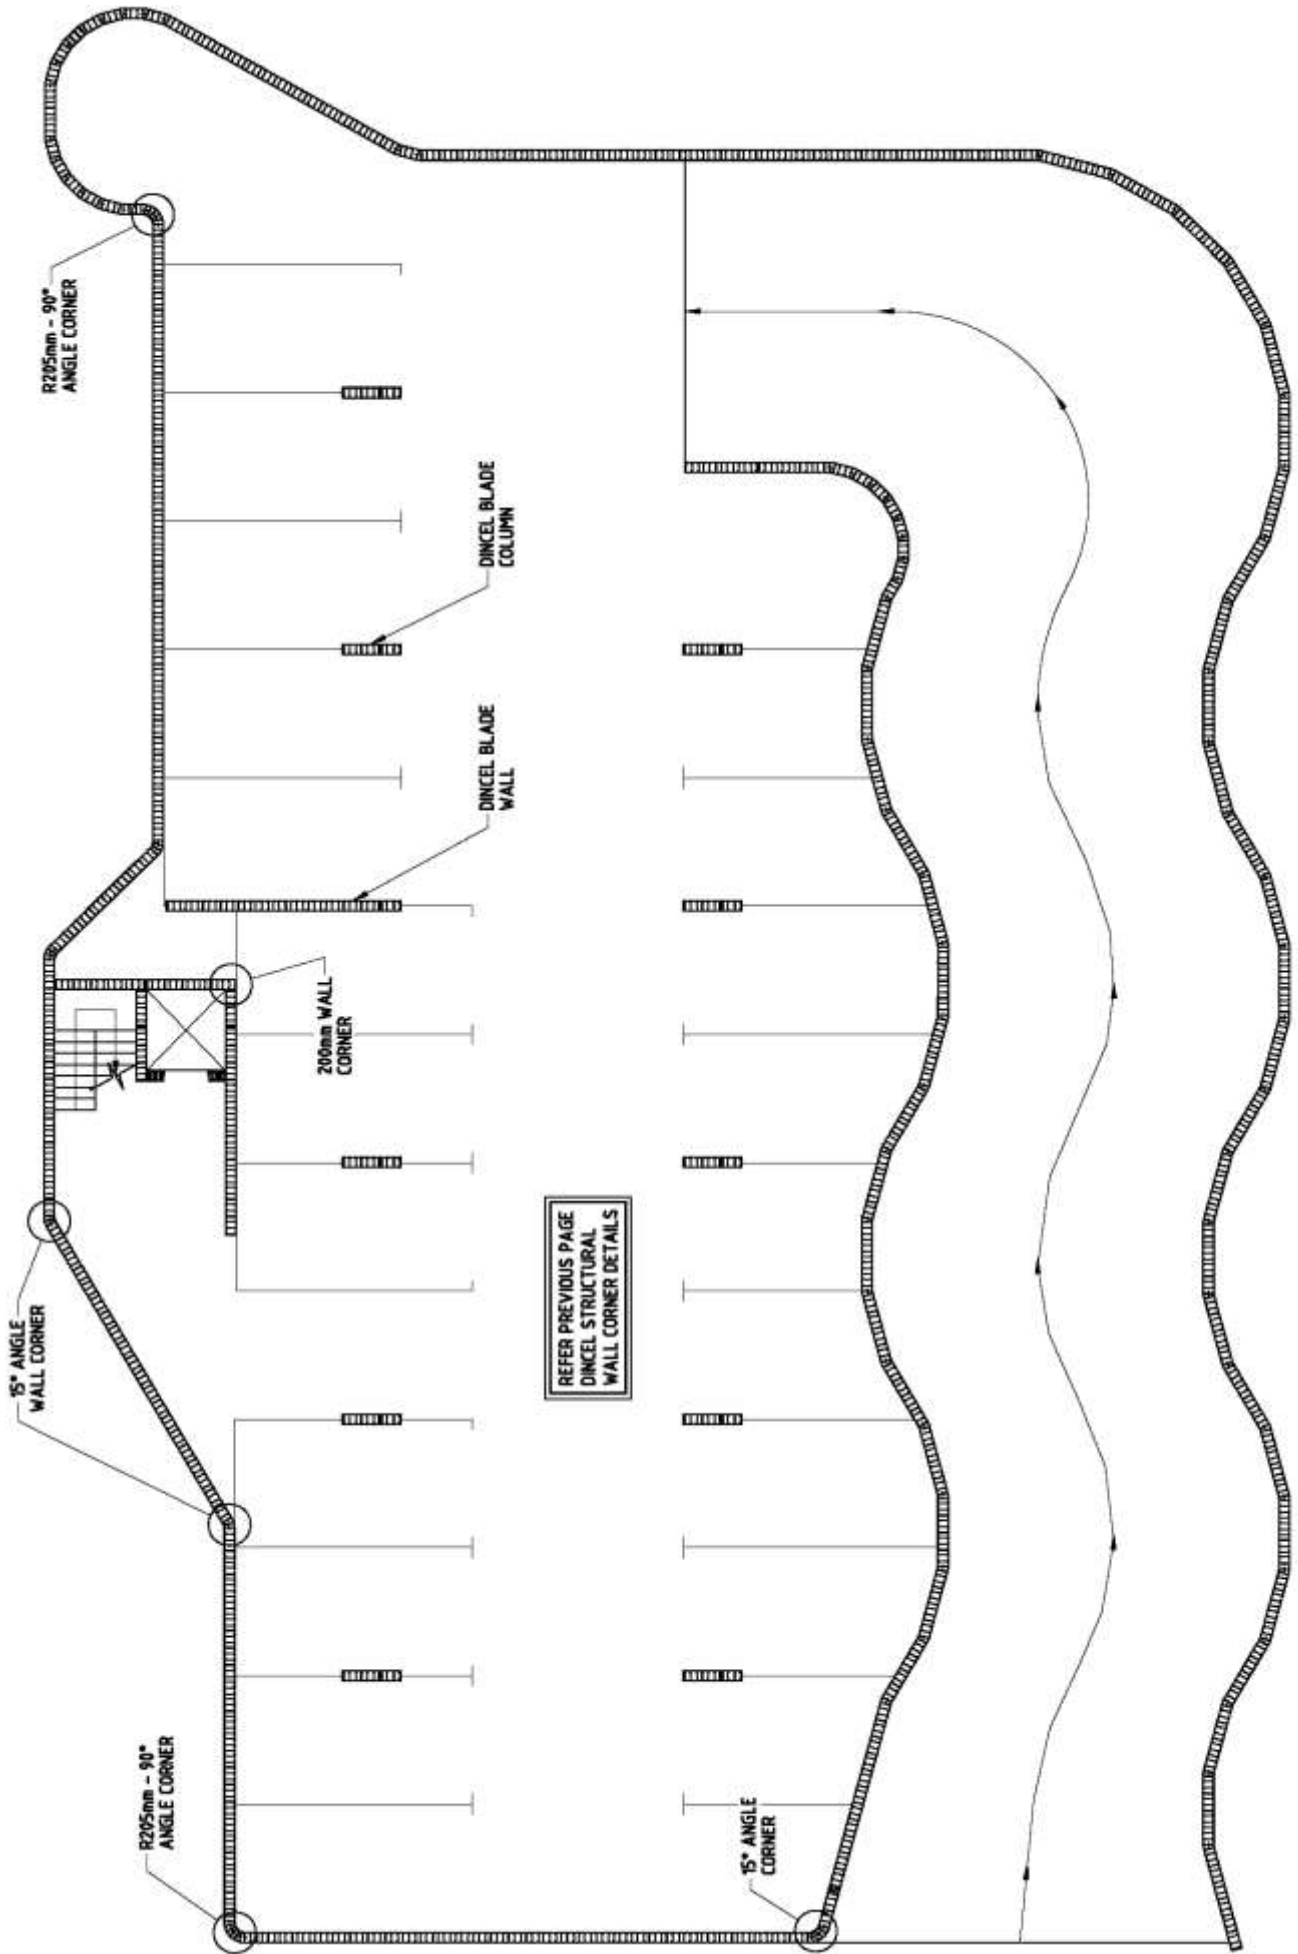 R205mm - 90°
ANGLE CORNER
15° ANGLE
WALL CORNER
R205mm - 90°
ANGLE CORNER
200mm WALL
CORNER
DINCEL BLADE
WALL
DINCEL BLADE
COLUMN
REFER PREVIOUS PAGE
DINCEL STRUCTURAL
WALL CORNER DETAILS
15° ANGLE
CORNER